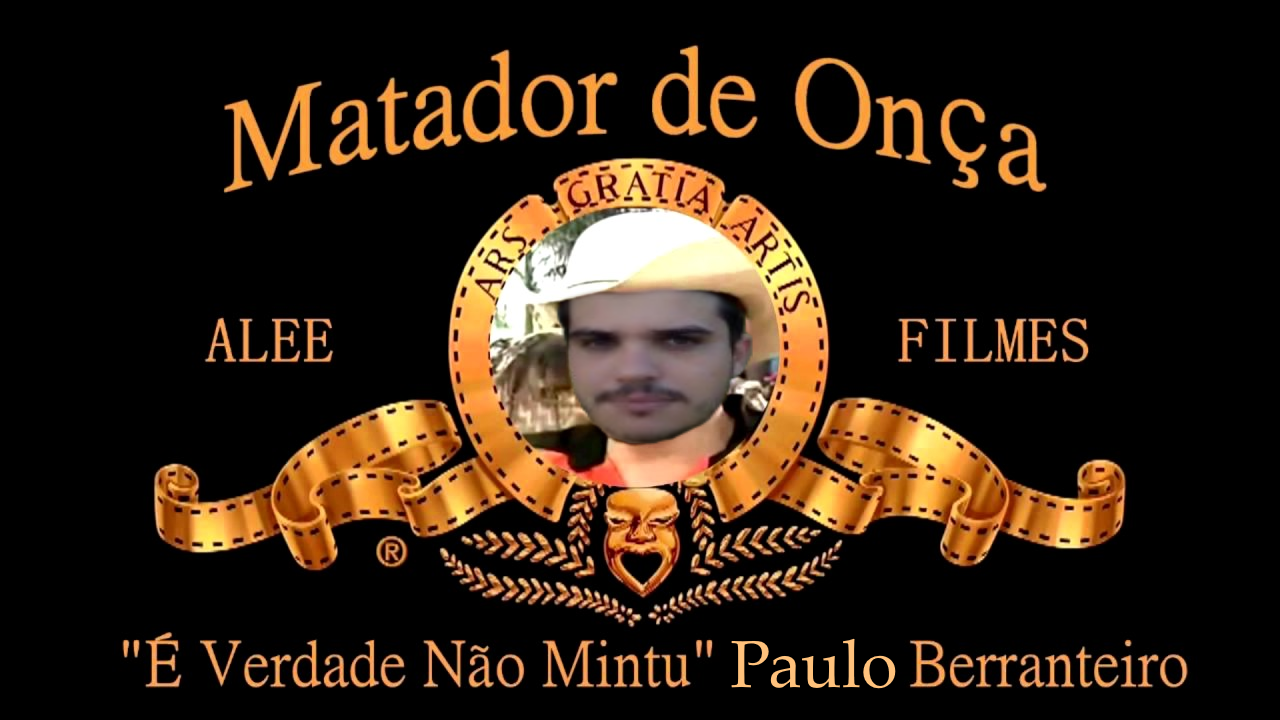 Matador de Onça
ARS GRATIA ARTIS
ALEE FILMES
®
"É Verdade Não Mintu" Paulo Berranteiro